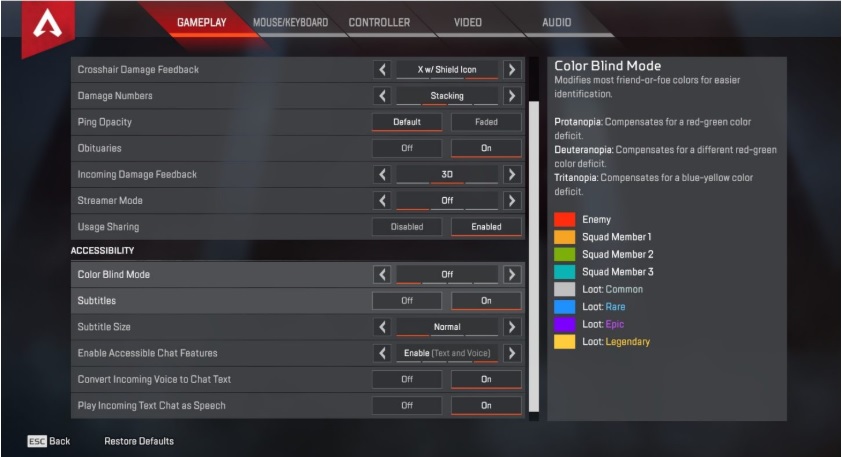 GAMEPLAY MOUSE/KEYBOARD CONTROLLER VIDEO AUDIO
Crosshair Damage Feedback X w/ Shield Icon
Damage Numbers Stacking
Ping Opacity Default Faded
Obituaries Off On
Incoming Damage Feedback 3D
Streamer Mode Off
Usage Sharing Disabled Enabled
ACCESSIBILITY
Color Blind Mode Off
Subtitles Off On
Subtitle Size Normal
Enable Accessible Chat Features Enable (Text and Voice)
Convert Incoming Voice to Chat Text Off On
Play Incoming Text Chat as Speech Off On
Color Blind Mode
Modifies most friend-or-foe colors for easier
identification.
Protanopia: Compensates for a red-green color
deficit.
Deuteranopia: Compensates for a different red-green
color deficit.
Tritanopia: Compensates for a blue-yellow color
deficit.
Enemy
Squad Member 1
Squad Member 2
Squad Member 3
Loot: Common
Loot: Rare
Loot: Epic
Loot: Legendary
ESC Back Restore Defaults